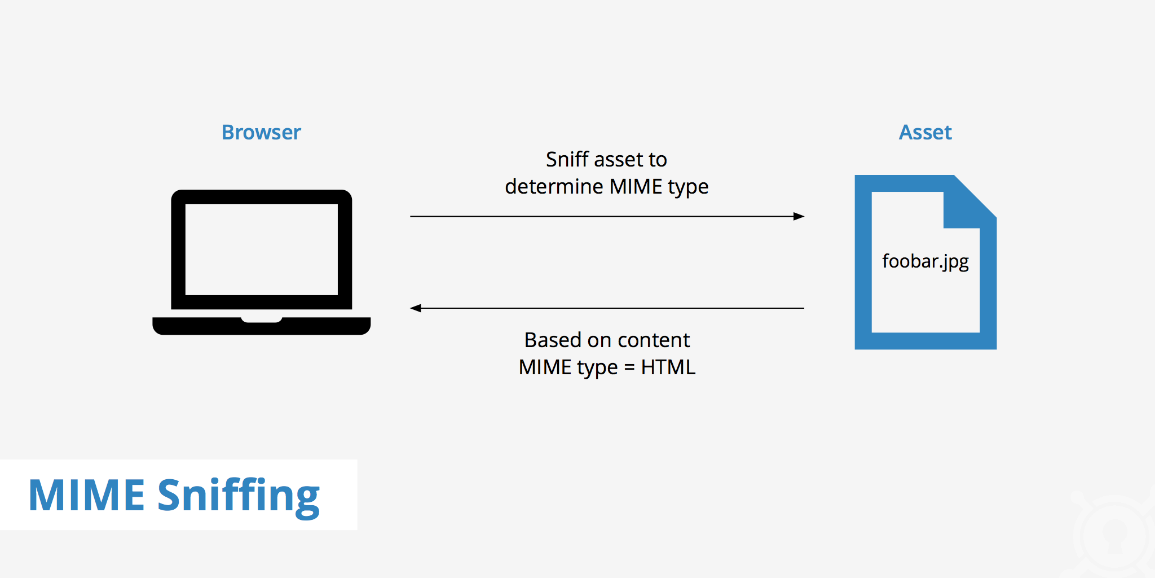 Browser
Asset
Sniff asset to
determine MIME type
foobar.jpg
Based on content
MIME type = HTML
MIME Sniffing